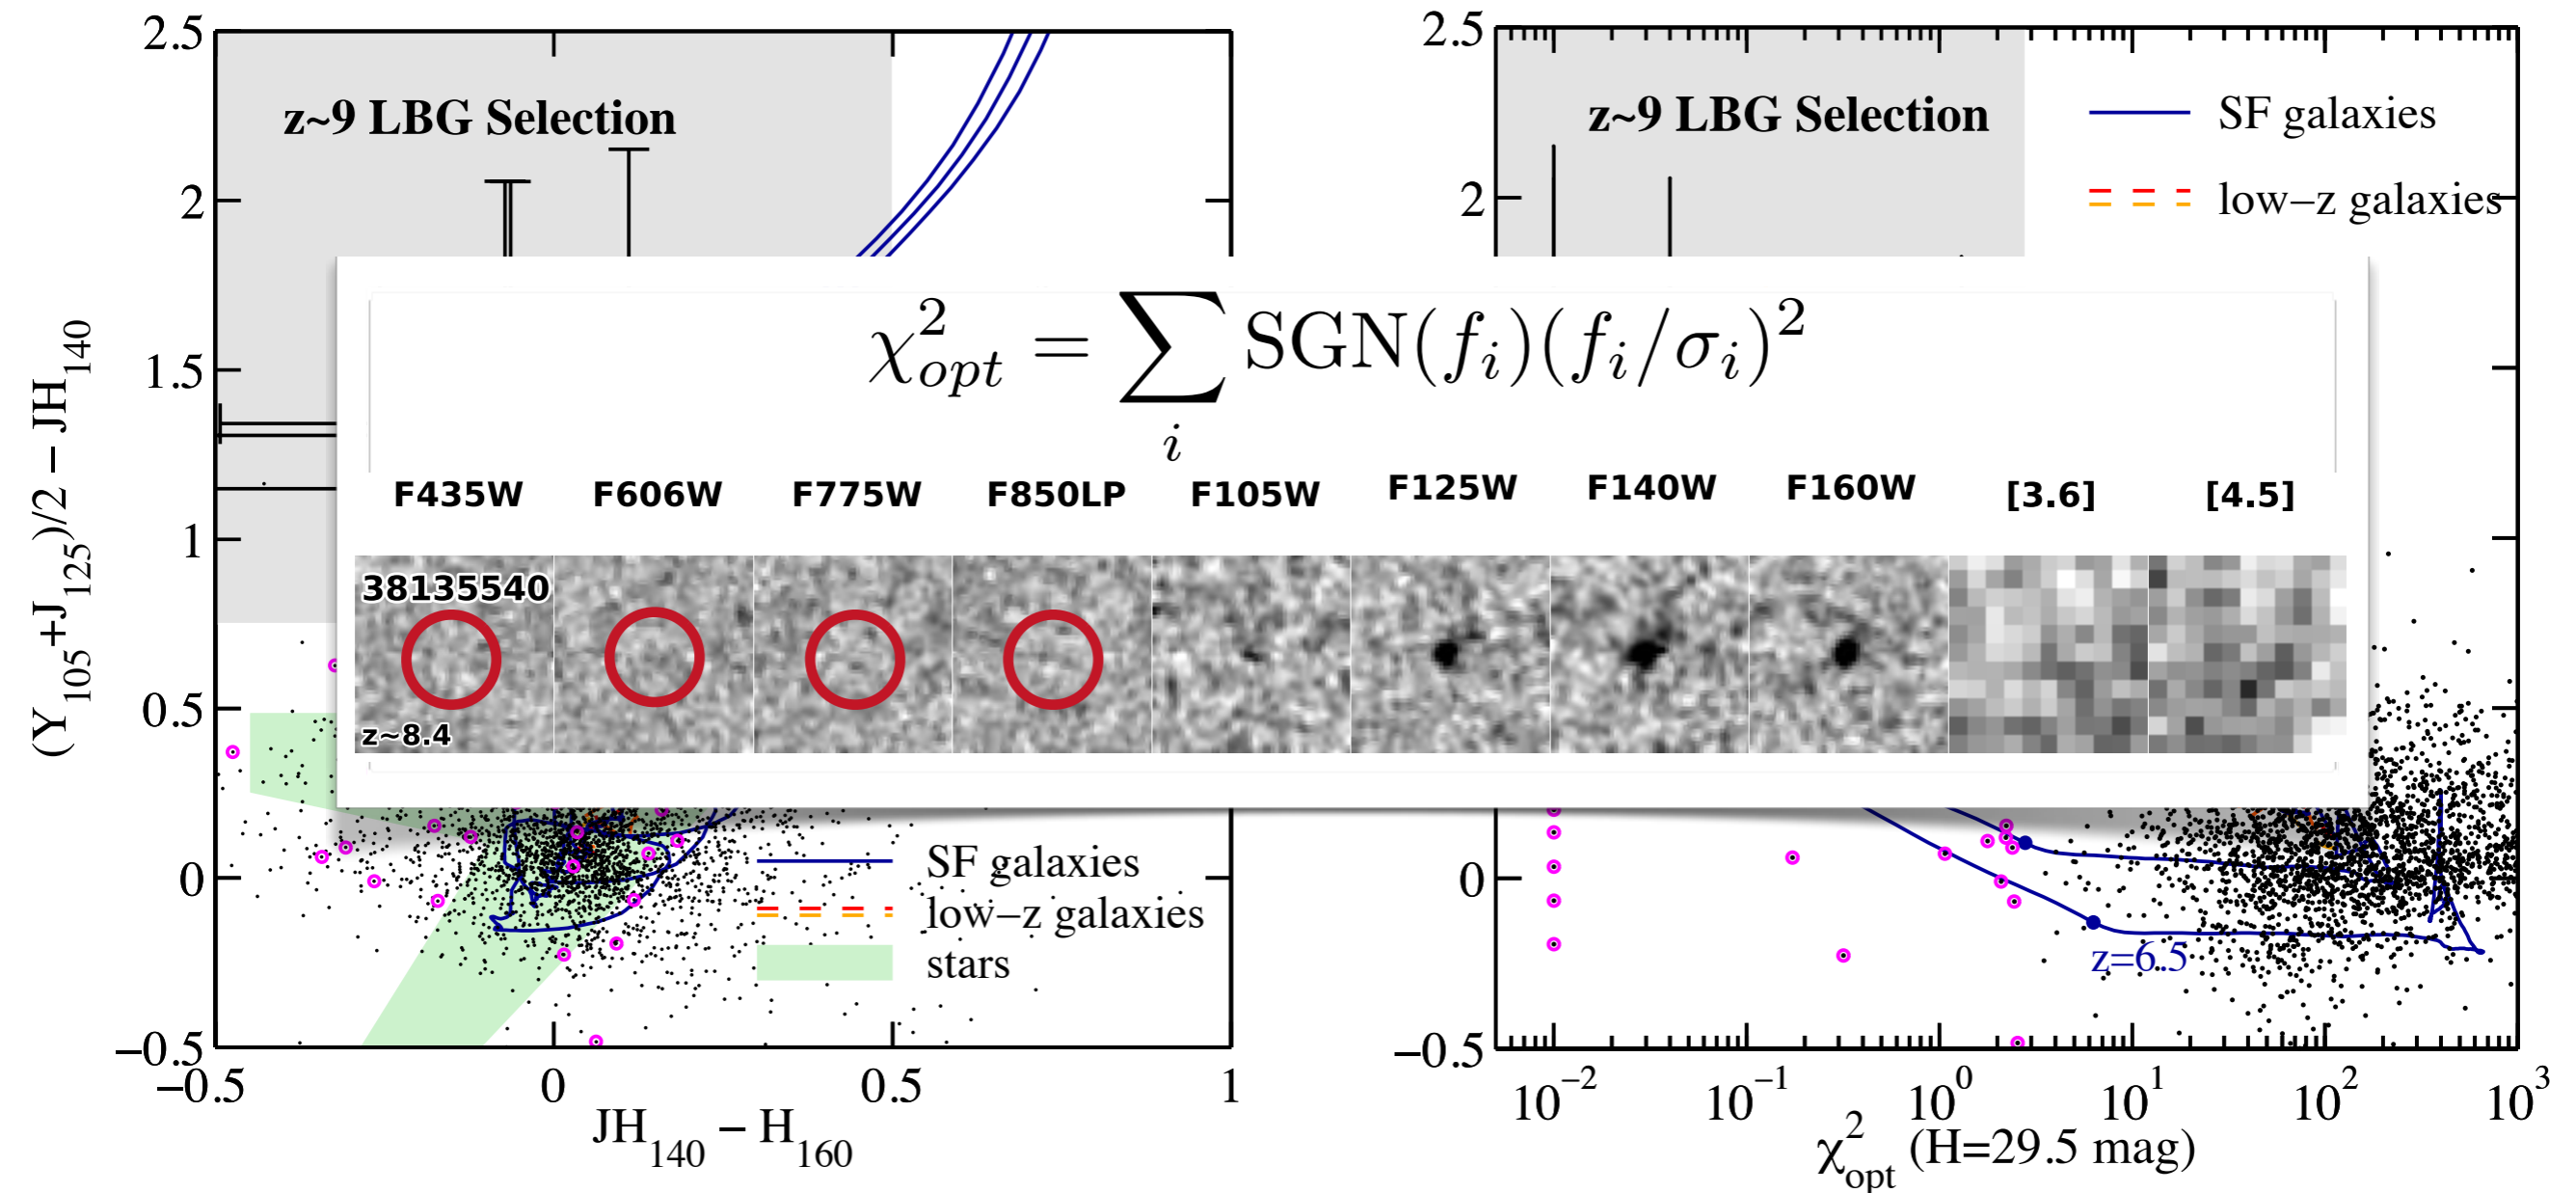 2.5
2
1.5
1
0.5
0
−0.5
(Y105+J125)/2 − JH140
z~9 LBG Selection
SF galaxies
low−z galaxies
stars
−0.5
0
0.5
1
JH140 − H160
2.5
2
0
−0.5
z~9 LBG Selection
SF galaxies
low−z galaxies
z=6.5
10−2
10−1
100
101
102
103
χ2opt (H=29.5 mag)
χ2opt = ∑i SGN(fi)(fi/σi)2
F435W F606W F775W F850LP F105W F125W F140W F160W [3.6] [4.5]
38135540
z~8.4